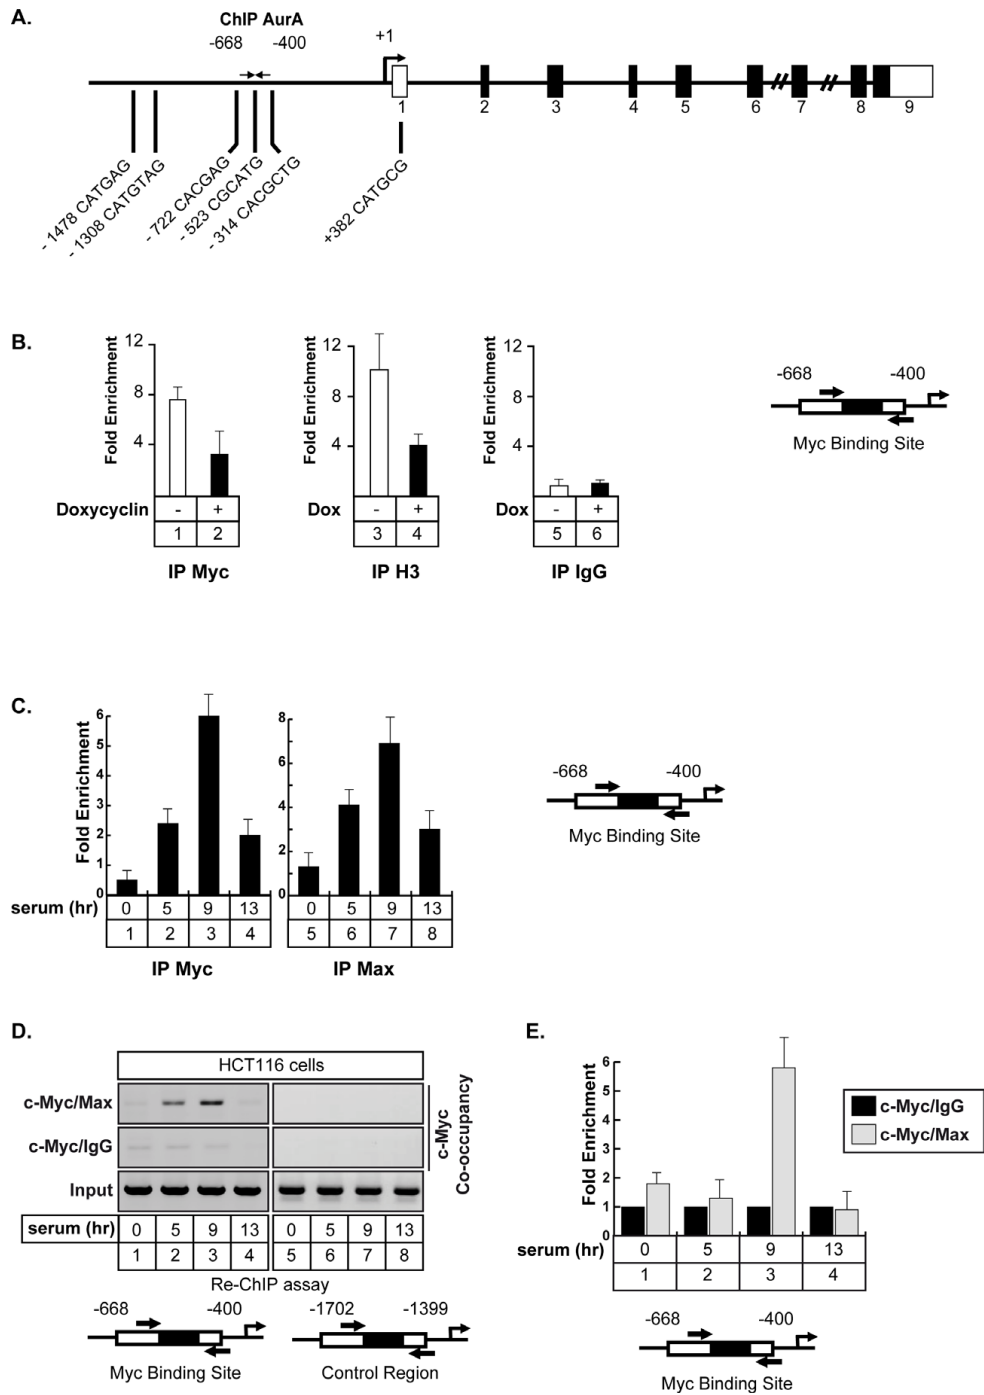 A.
ChIP AurA
-668 -400
+1
1 2 3 4 5 6 7 8 9
- 1478 CATGAG
- 1308 CATGTAG
- 722 CACGAG
- 523 CGCATG
- 314 CACGCTG
+382 CATGCG
B.
Fold Enrichment
12
8
4
Doxycyclin - +
1 2
IP Myc
Fold Enrichment
12
8
4
Dox - +
3 4
IP H3
Fold Enrichment
12
8
4
Dox - +
5 6
IP IgG
-668 -400
Myc Binding Site
C.
Fold Enrichment
6
5
4
3
2
1
0
serum (hr) 0 5 9 13
1 2 3 4
IP Myc
8
6
4
2
0
0 5 9 13
5 6 7 8
IP Max
-668 -400
Myc Binding Site
D.
HCT116 cells
c-Myc/Max
c-Myc/IgG
Input
c-Myc
Co-occupancy
serum (hr) 0 5 9 13 0 5 9 13
1 2 3 4 5 6 7 8
Re-ChIP assay
-668 -400
Myc Binding Site
-1702 -1399
Control Region
E.
Fold Enrichment
6
5
4
3
2
1
0
c-Myc/IgG
c-Myc/Max
serum (hr) 0 5 9 13
1 2 3 4
-668 -400
Myc Binding Site